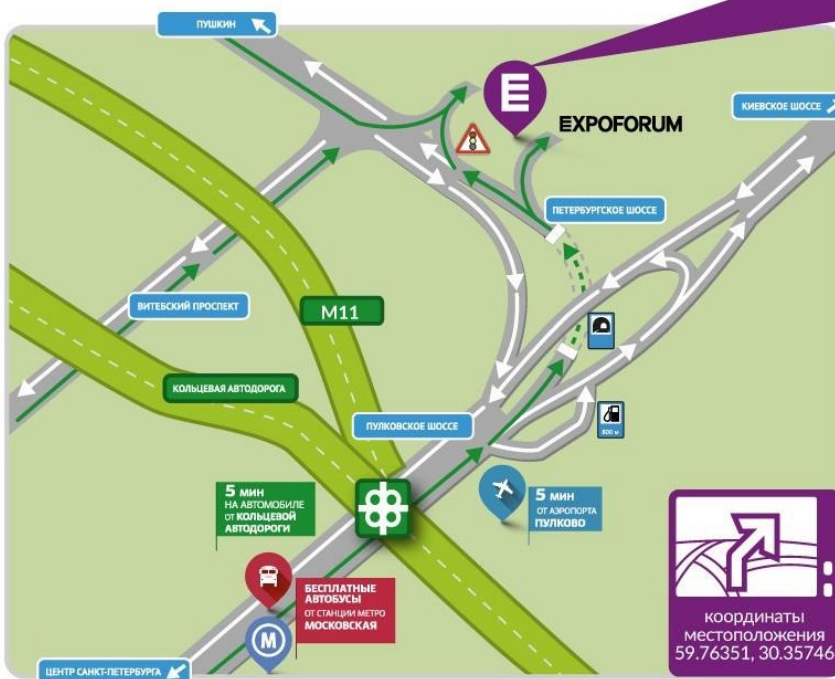 ПУШКИН
EXPOFORUM
КИЕВСКОЕ ШОССЕ
ПЕТЕРБУРГСКОЕ ШОССЕ
ВИТЕБСКИЙ ПРОСПЕКТ
М11
КОЛЬЦЕВАЯ АВТОДОРОГА
ПУЛКОВСКОЕ ШОССЕ
800 м
5 мин
НА АВТОМОБИЛЕ
ОТ КОЛЬЦЕВОЙ
АВТОДОРОГИ
5 мин
ОТ АЭРОПОРТА
ПУЛКОВО
БЕСПЛАТНЫЕ
АВТОБУСЫ
ОТ СТАНЦИИ МЕТРО
МОСКОВСКАЯ
М
ЦЕНТР САНКТ-ПЕТЕРБУРГА
координаты
местоположения
59.76351, 30.35746